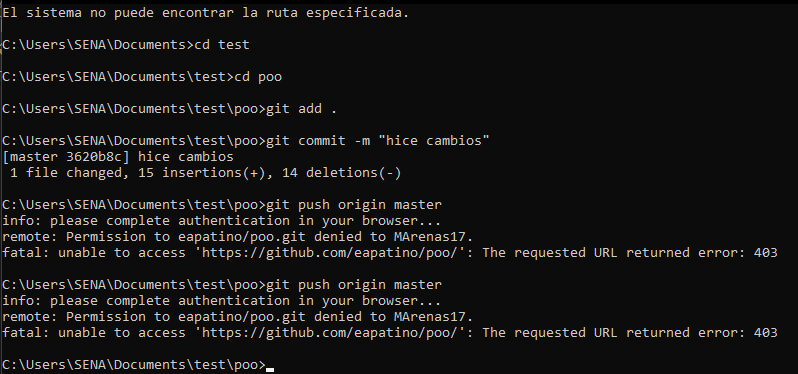 El sistema no puede encontrar la ruta especificada.
C:\Users\SENA\Documents>cd test
C:\Users\SENA\Documents\test>cd poo
C:\Users\SENA\Documents\test\poo>git add .
C:\Users\SENA\Documents\test\poo>git commit -m "hice cambios"
[master 3620b8c] hice cambios
 1 file changed, 15 insertions(+), 14 deletions(-)
C:\Users\SENA\Documents\test\poo>git push origin master
info: please complete authentication in your browser...
remote: Permission to eapatino/poo.git denied to MArenas17.
fatal: unable to access 'https://github.com/eapatino/poo/': The requested URL returned error: 403
C:\Users\SENA\Documents\test\poo>git push origin master
info: please complete authentication in your browser...
remote: Permission to eapatino/poo.git denied to MArenas17.
fatal: unable to access 'https://github.com/eapatino/poo/': The requested URL returned error: 403
C:\Users\SENA\Documents\test\poo>